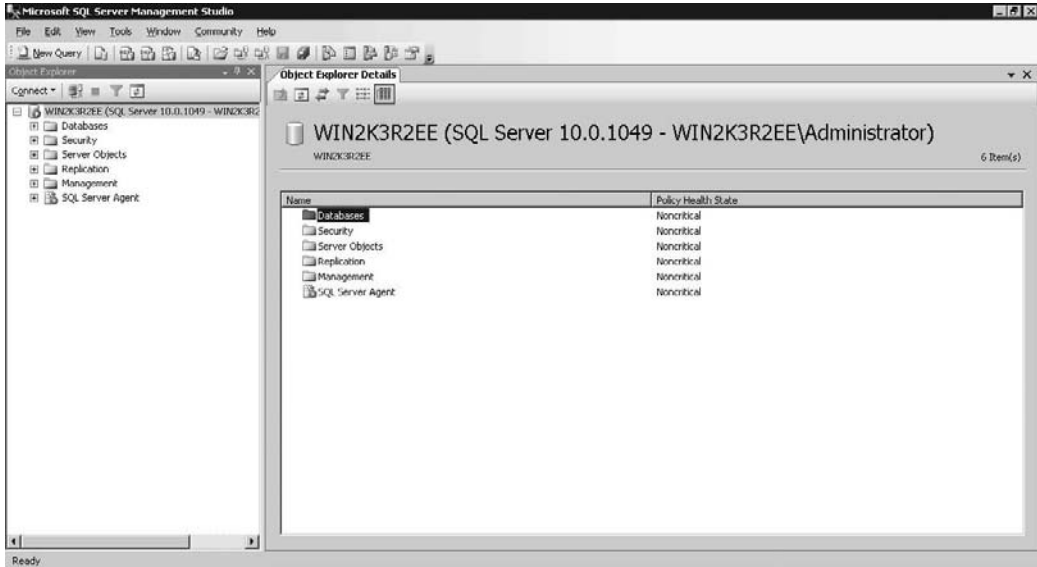 Microsoft SQL Server Management Studio
File Edit View Tools Window Community Help
New Query
Object Explorer
Connect
WIN2K3R2EE (SQL Server 10.0.1049 - WIN2K3R2
Databases
Security
Server Objects
Replication
Management
SQL Server Agent
Object Explorer Details
WIN2K3R2EE (SQL Server 10.0.1049 - WIN2K3R2EE\Administrator)
WIN2K3R2EE 6 Item(s)
Name Policy Health State
Databases Noncritical
Security Noncritical
Server Objects Noncritical
Replication Noncritical
Management Noncritical
SQL Server Agent Noncritical
Ready